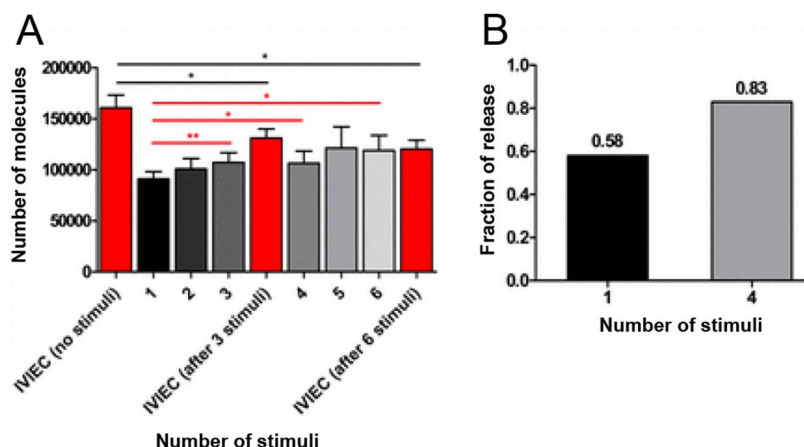 A
Number of molecules
200000
150000
100000
50000
0
*
*
*
*
**
IVIEC (no stimuli)
1
2
3
IVIEC (after 3 stimuli)
4
5
6
IVIEC (after 6 stimuli)
Number of stimuli
B
Fraction of release
1.0
0.8
0.6
0.4
0.2
0.0
0.58
0.83
1
4
Number of stimuli